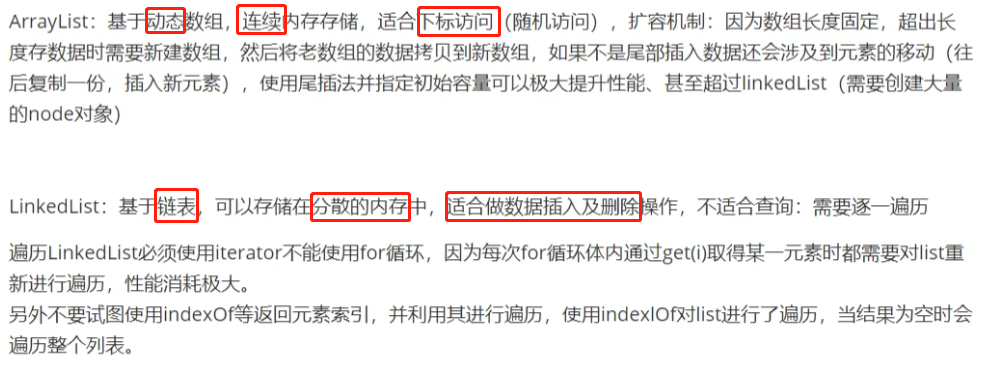 ArrayList：基于动态数组，连续内存存储，适合下标访问（随机访问），扩容机制：因为数组长度固定，超出长
度存数据时需要新建数组，然后将老数组的数据拷贝到新数组，如果不是尾部插入数据还会涉及到元素的移动（往
后复制一份，插入新元素），使用尾插法并指定初始容量可以极大提升性能、甚至超过linkedList（需要创建大量
的node对象）
LinkedList：基于链表，可以存储在分散的内存中，适合做数据插入及删除操作，不适合查询：需要逐一遍历
遍历LinkedList必须使用iterator不能使用for循环，因为每次for循环体内通过get(i)取得某一元素时都需要对list重
新进行遍历，性能消耗极大。
另外不要试图使用indexOf等返回元素索引，并利用其进行遍历，使用indexlOf对list进行了遍历，当结果为空时会
遍历整个列表。